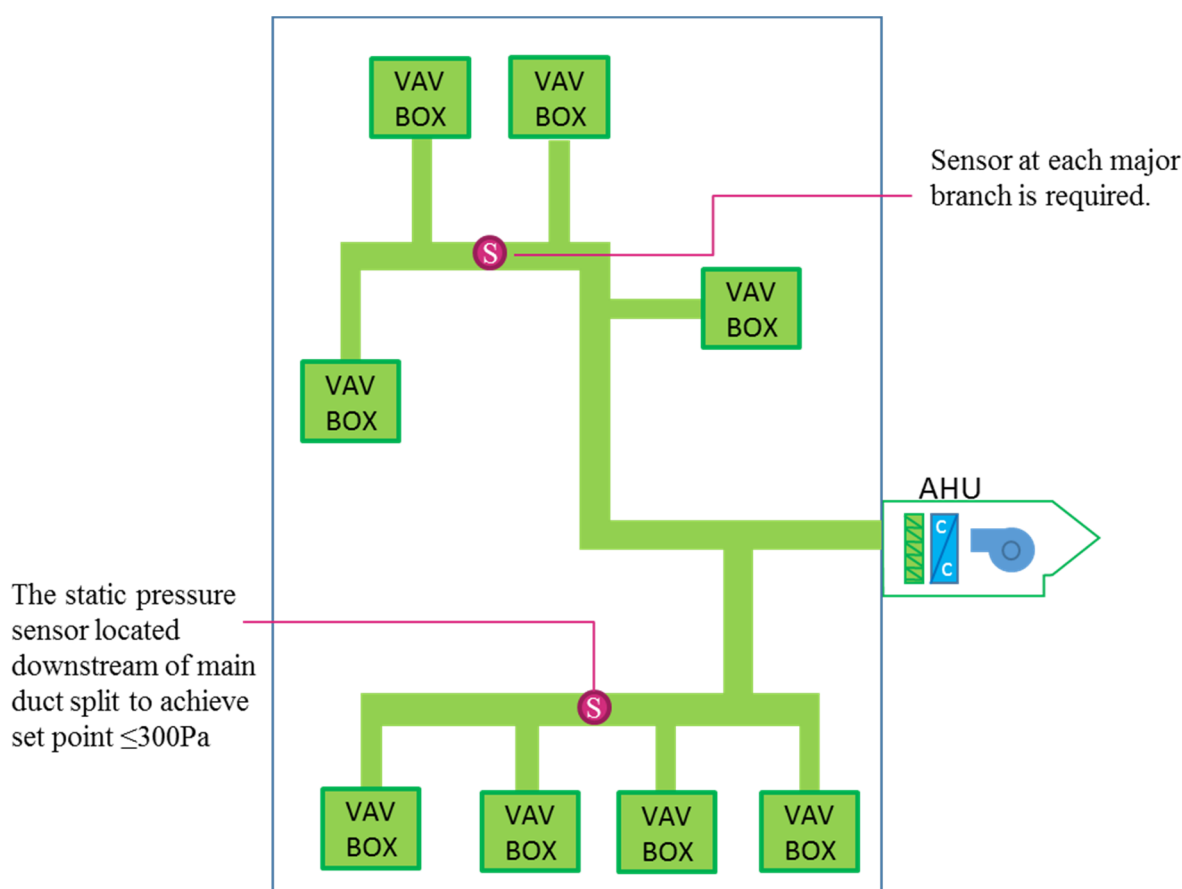 VAV
BOX
VAV
BOX
Sensor at each major
branch is required.
S
VAV
BOX
VAV
BOX
AHU
C
C
The static pressure
sensor located
downstream of main
duct split to achieve
set point ≤300Pa
S
VAV
BOX
VAV
BOX
VAV
BOX
VAV
BOX